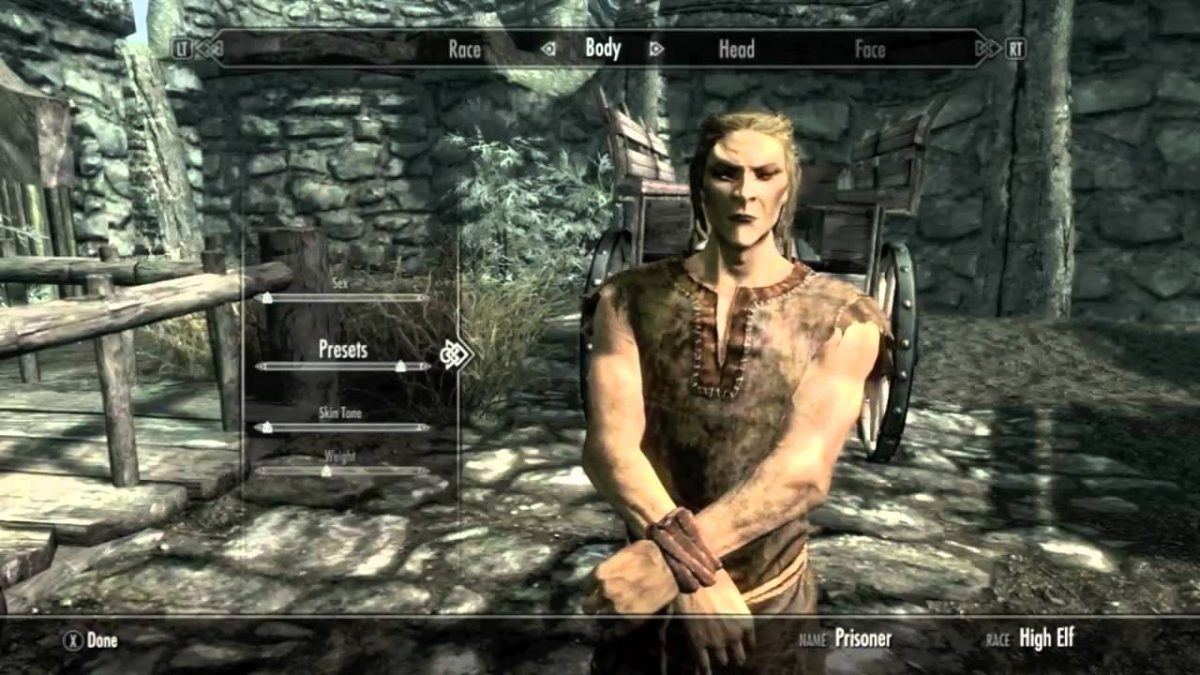 LT Race Body Head Face RT
Sex
Presets
Skin Tone
Weight
X Done NAME Prisoner RACE High Elf